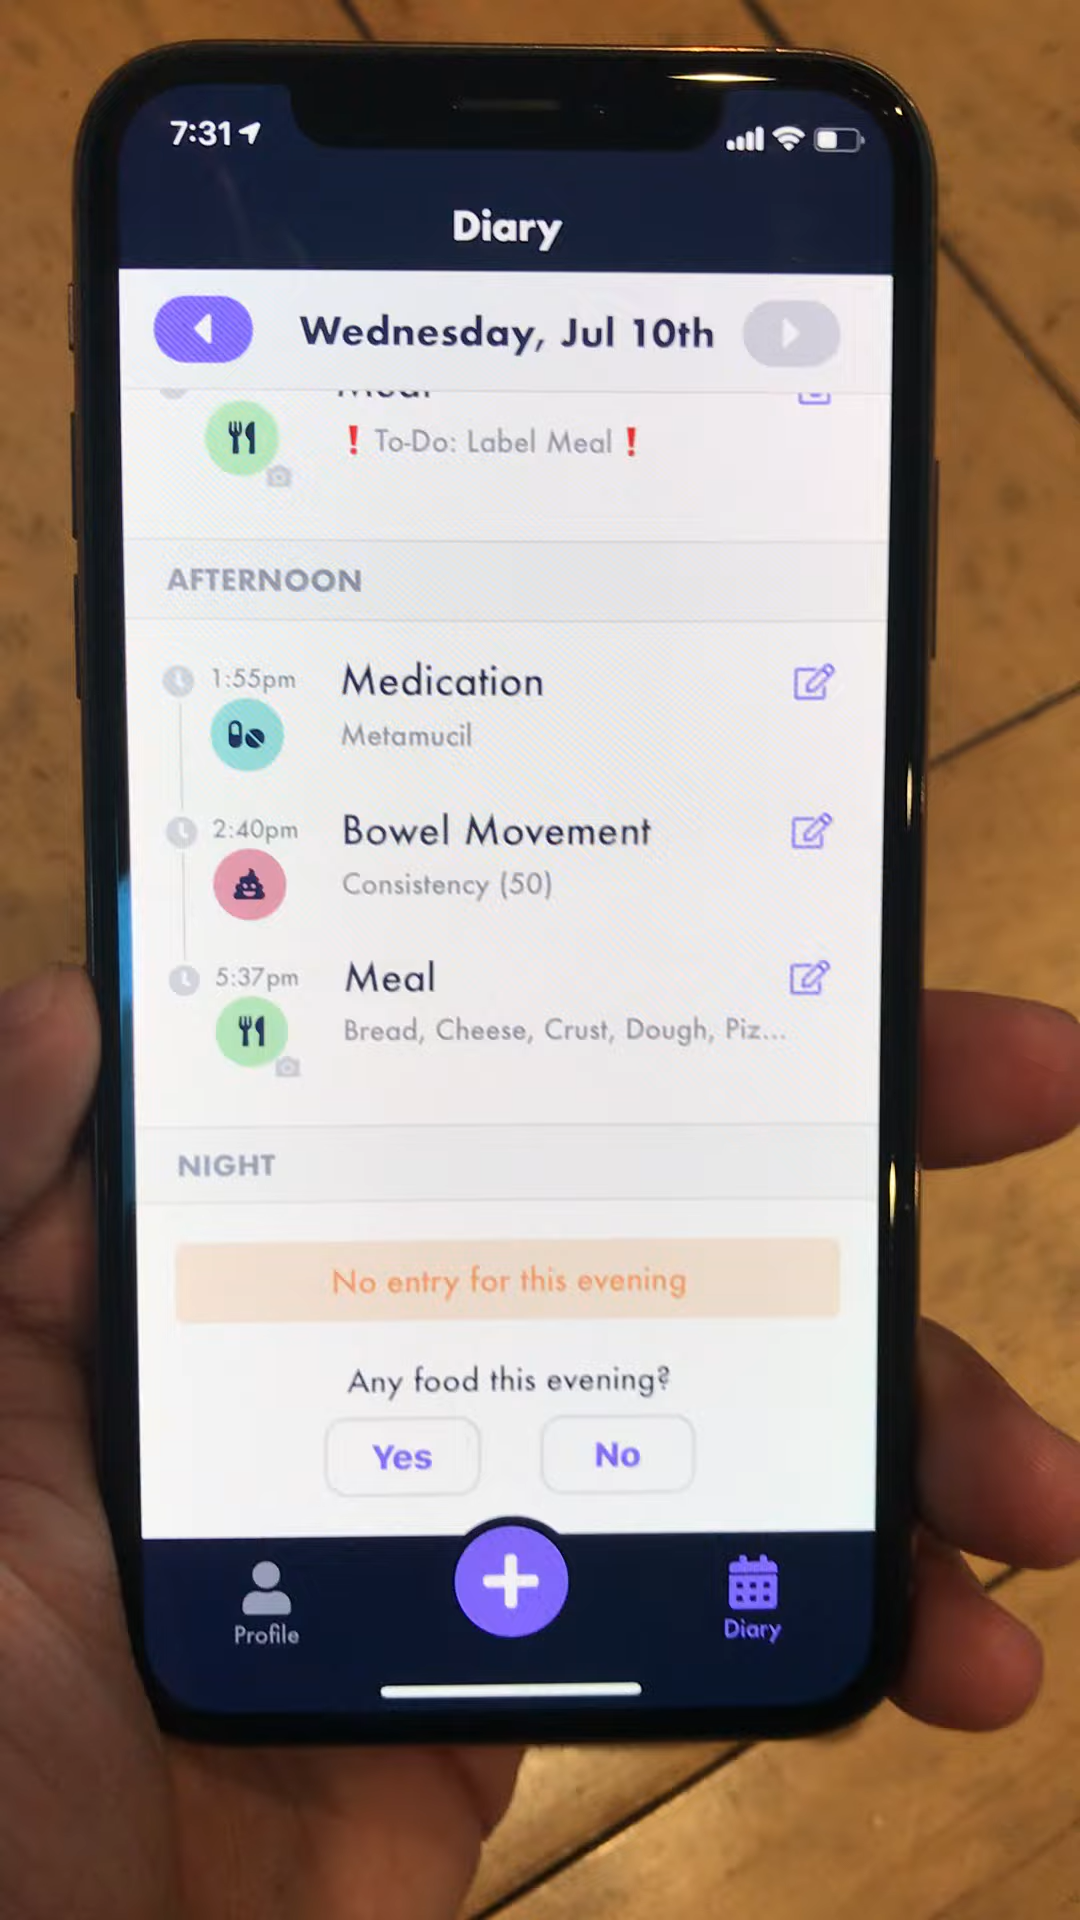 7:31
Diary
Wednesday, Jul 10th
Meal
❗ To-Do: Label Meal ❗
AFTERNOON
1:55pm Medication
Metamucil
2:40pm Bowel Movement
Consistency (50)
5:37pm Meal
Bread, Cheese, Crust, Dough, Piz...
NIGHT
No entry for this evening
Any food this evening?
Yes No
Profile Diary